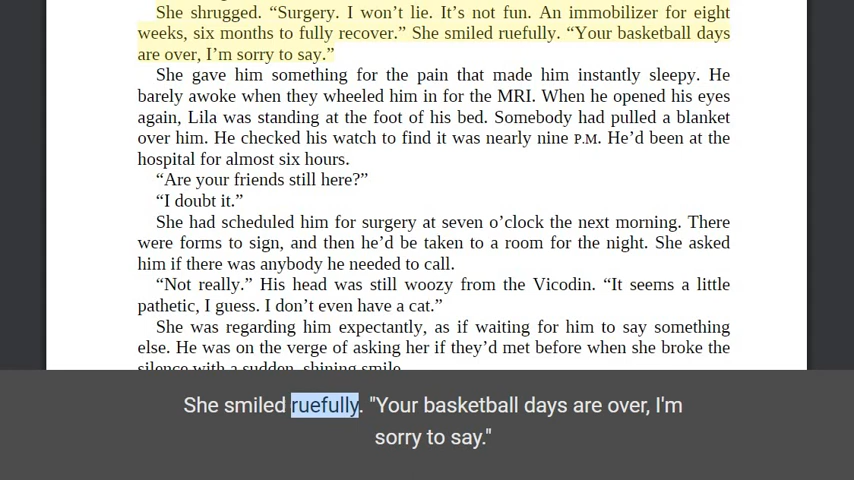 She shrugged. “Surgery. I won’t lie. It’s not fun. An immobilizer for eight
weeks, six months to fully recover.” She smiled ruefully. “Your basketball days
are over, I’m sorry to say.”
She gave him something for the pain that made him instantly sleepy. He
barely awoke when they wheeled him in for the MRI. When he opened his eyes
again, Lila was standing at the foot of his bed. Somebody had pulled a blanket
over him. He checked his watch to find it was nearly nine P.M. He’d been at the
hospital for almost six hours.
“Are your friends still here?”
“I doubt it.”
She had scheduled him for surgery at seven o’clock the next morning. There
were forms to sign, and then he’d be taken to a room for the night. She asked
him if there was anybody he needed to call.
“Not really.” His head was still woozy from the Vicodin. “It seems a little
pathetic, I guess. I don’t even have a cat.”
She was regarding him expectantly, as if waiting for him to say something
else. He was on the verge of asking her if they’d met before when she broke the
silence with a sudden, shining smile.
She smiled ruefully. "Your basketball days are over, I'm
sorry to say."